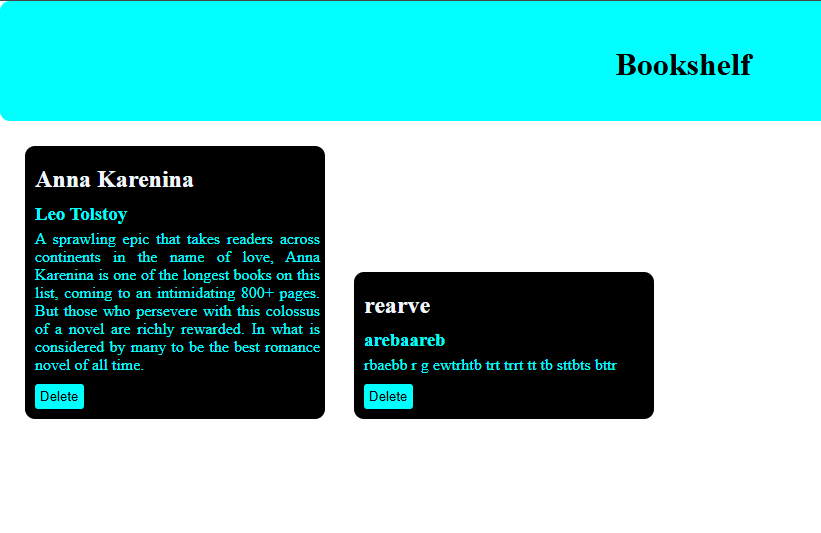 Bookshelf
Anna Karenina
Leo Tolstoy
A sprawling epic that takes readers across
continents in the name of love, Anna
Karenina is one of the longest books on this
list, coming to an intimidating 800+ pages.
But those who persevere with this colossus
of a novel are richly rewarded. In what is
considered by many to be the best romance
novel of all time.
Delete
rearve
arebaareb
rbaebb r g ewtrhtb trt trrt tt tb sttbts bttr
Delete